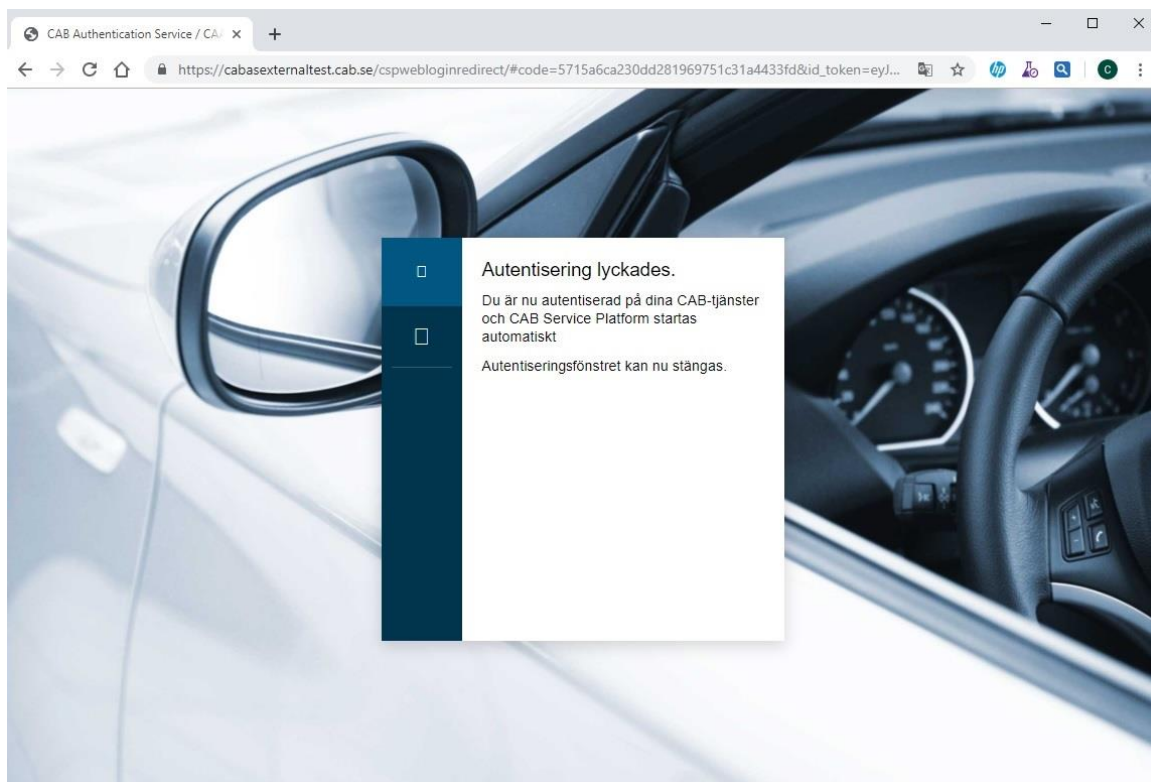 CAB Authentication Service / CA
https://cabasexternaltest.cab.se/cspwebloginredirect/#code=5715a6ca230dd281969751c31a4433fd&id_token=eyJ...
hp
C
Autentisering lyckades.
Du är nu autentiserad på dina CAB-tjänster
och CAB Service Platform startas
automatiskt
Autentiseringsfönstret kan nu stängas.